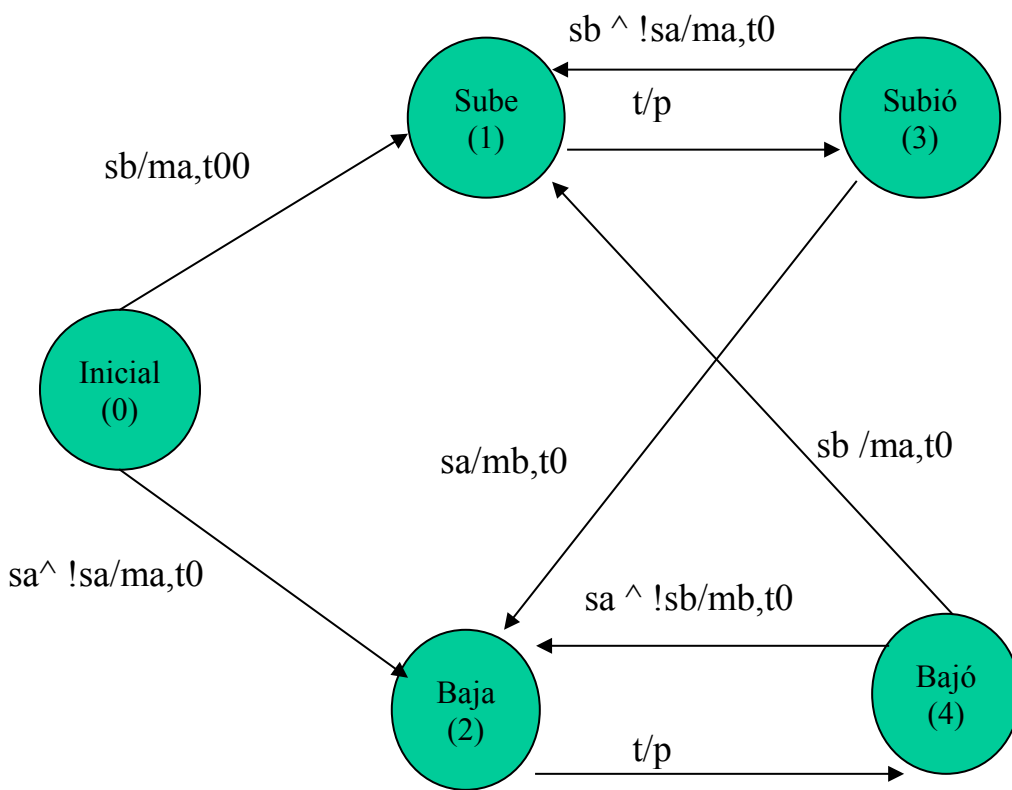 sb ^ !sa/ma,t0
Sube
(1)
t/p
Subió
(3)
sb/ma,t00
Inicial
(0)
sa/mb,t0
sb /ma,t0
sa^ !sa/ma,t0
sa ^ !sb/mb,t0
Baja
(2)
Bajó
(4)
t/p